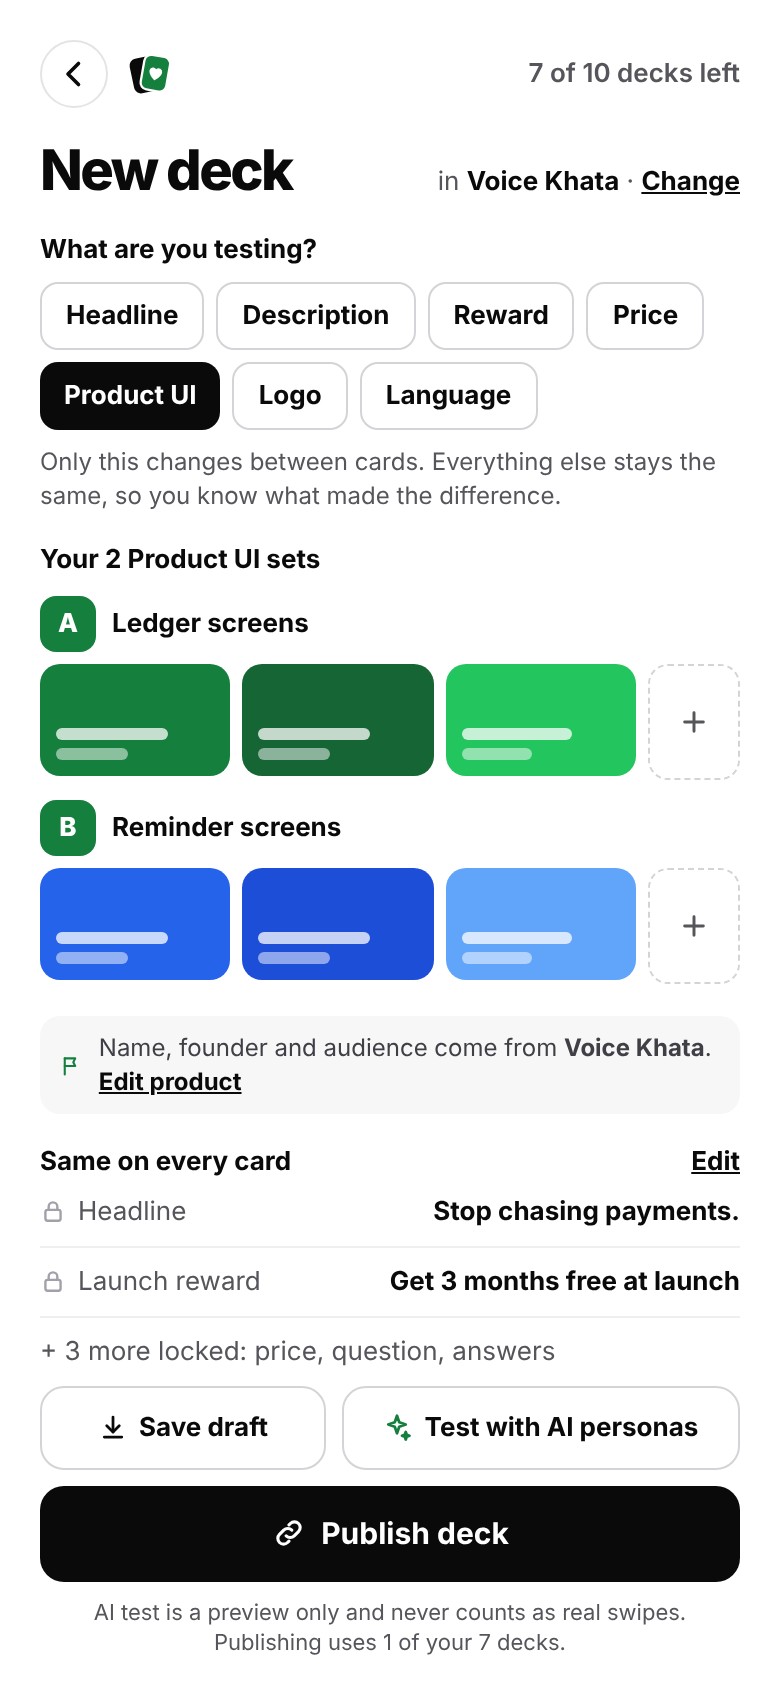 7 of 10 decks left
New deck
in Voice Khata · Change
What are you testing?
Headline
Description
Reward
Price
Product UI
Logo
Language
Only this changes between cards. Everything else stays the
same, so you know what made the difference.
Your 2 Product UI sets
A
Ledger screens
+
B
Reminder screens
+
Name, founder and audience come from Voice Khata.
Edit product
Same on every card
Edit
Headline
Stop chasing payments.
Launch reward
Get 3 months free at launch
+ 3 more locked: price, question, answers
Save draft
Test with AI personas
Publish deck
AI test is a preview only and never counts as real swipes.
Publishing uses 1 of your 7 decks.